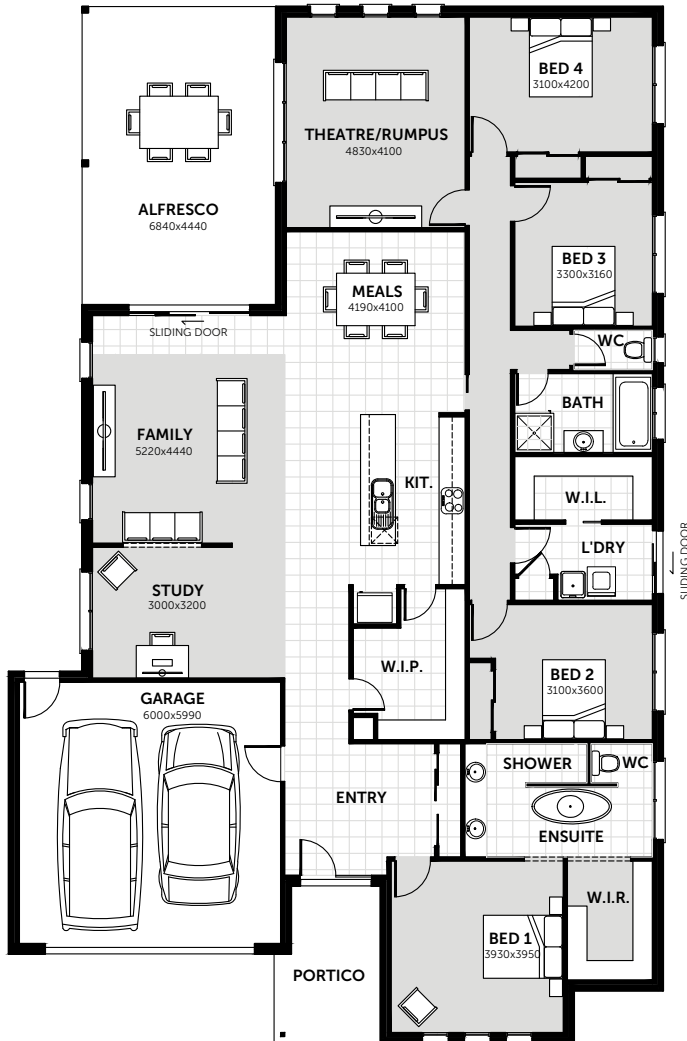 BED 4
3100x4200
THEATRE/RUMPUS
4830x4100
ALFRESCO
6840x4440
BED 3
3300x3160
MEALS
4190x4100
SLIDING DOOR
WC
BATH
FAMILY
5220x4440
KIT.
W.I.L.
L'DRY
SLIDING DOOR
STUDY
3000x3200
W.I.P.
BED 2
3100x3600
GARAGE
6000x5990
SHOWER
WC
ENTRY
ENSUITE
W.I.R.
BED 1
3930x3950
PORTICO